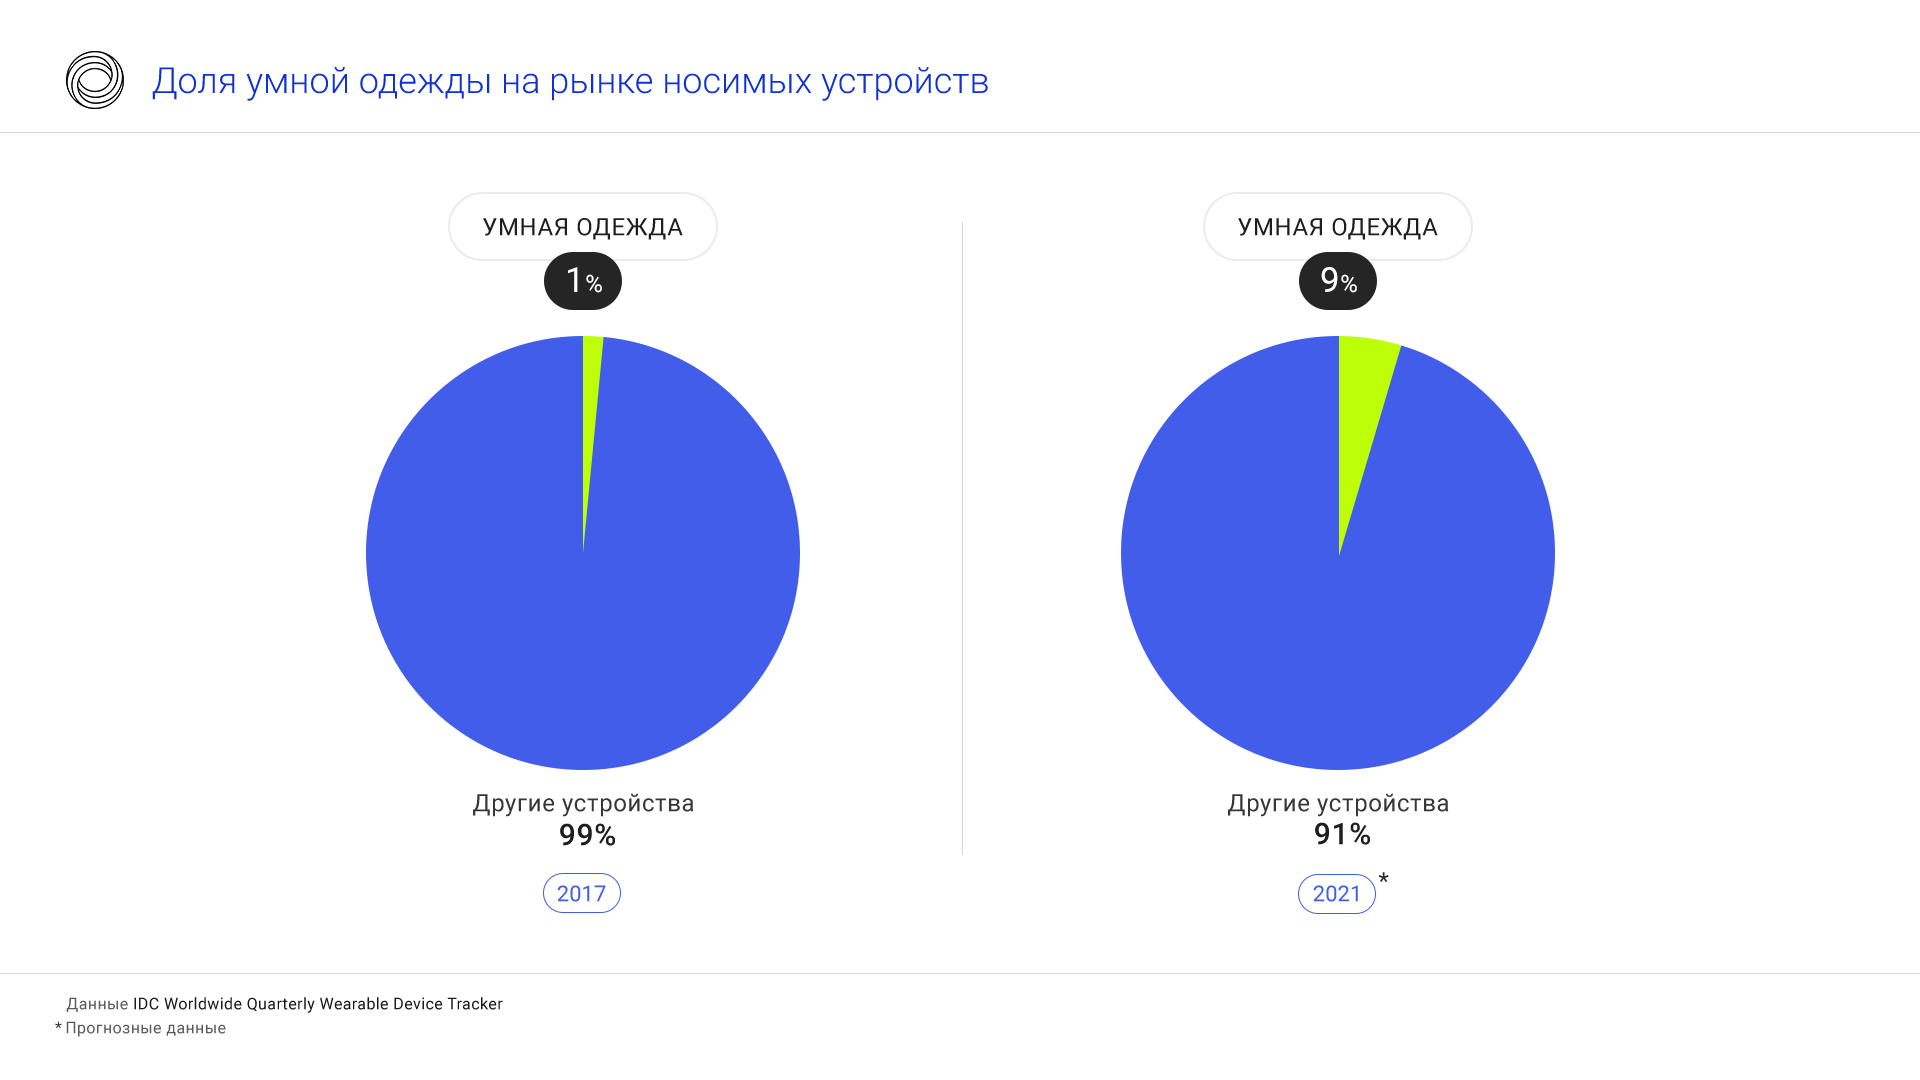 Доля умной одежды на рынке носимых устройств
УМНАЯ ОДЕЖДА
1%
Другие устройства
99%
2017
УМНАЯ ОДЕЖДА
9%
Другие устройства
91%
2021 *
Данные IDC Worldwide Quarterly Wearable Device Tracker
* Прогнозные данные